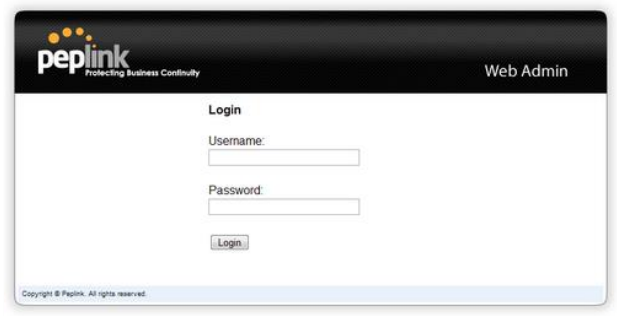 peplink
Protecting Business Continuity
Web Admin
Login
Username:
Password:
Login
Copyright © Peplink. All rights reserved.